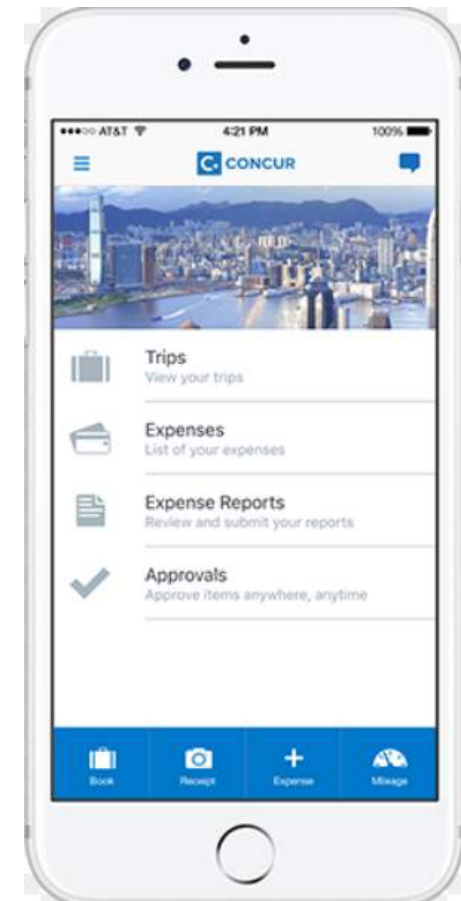 AT&T 4:21 PM 100%
C. CONCUR
Trips
View your trips
Expenses
List of your expenses
Expense Reports
Review and submit your reports
Approvals
Approve items anywhere, anytime
Book Receipt Expense Mileage